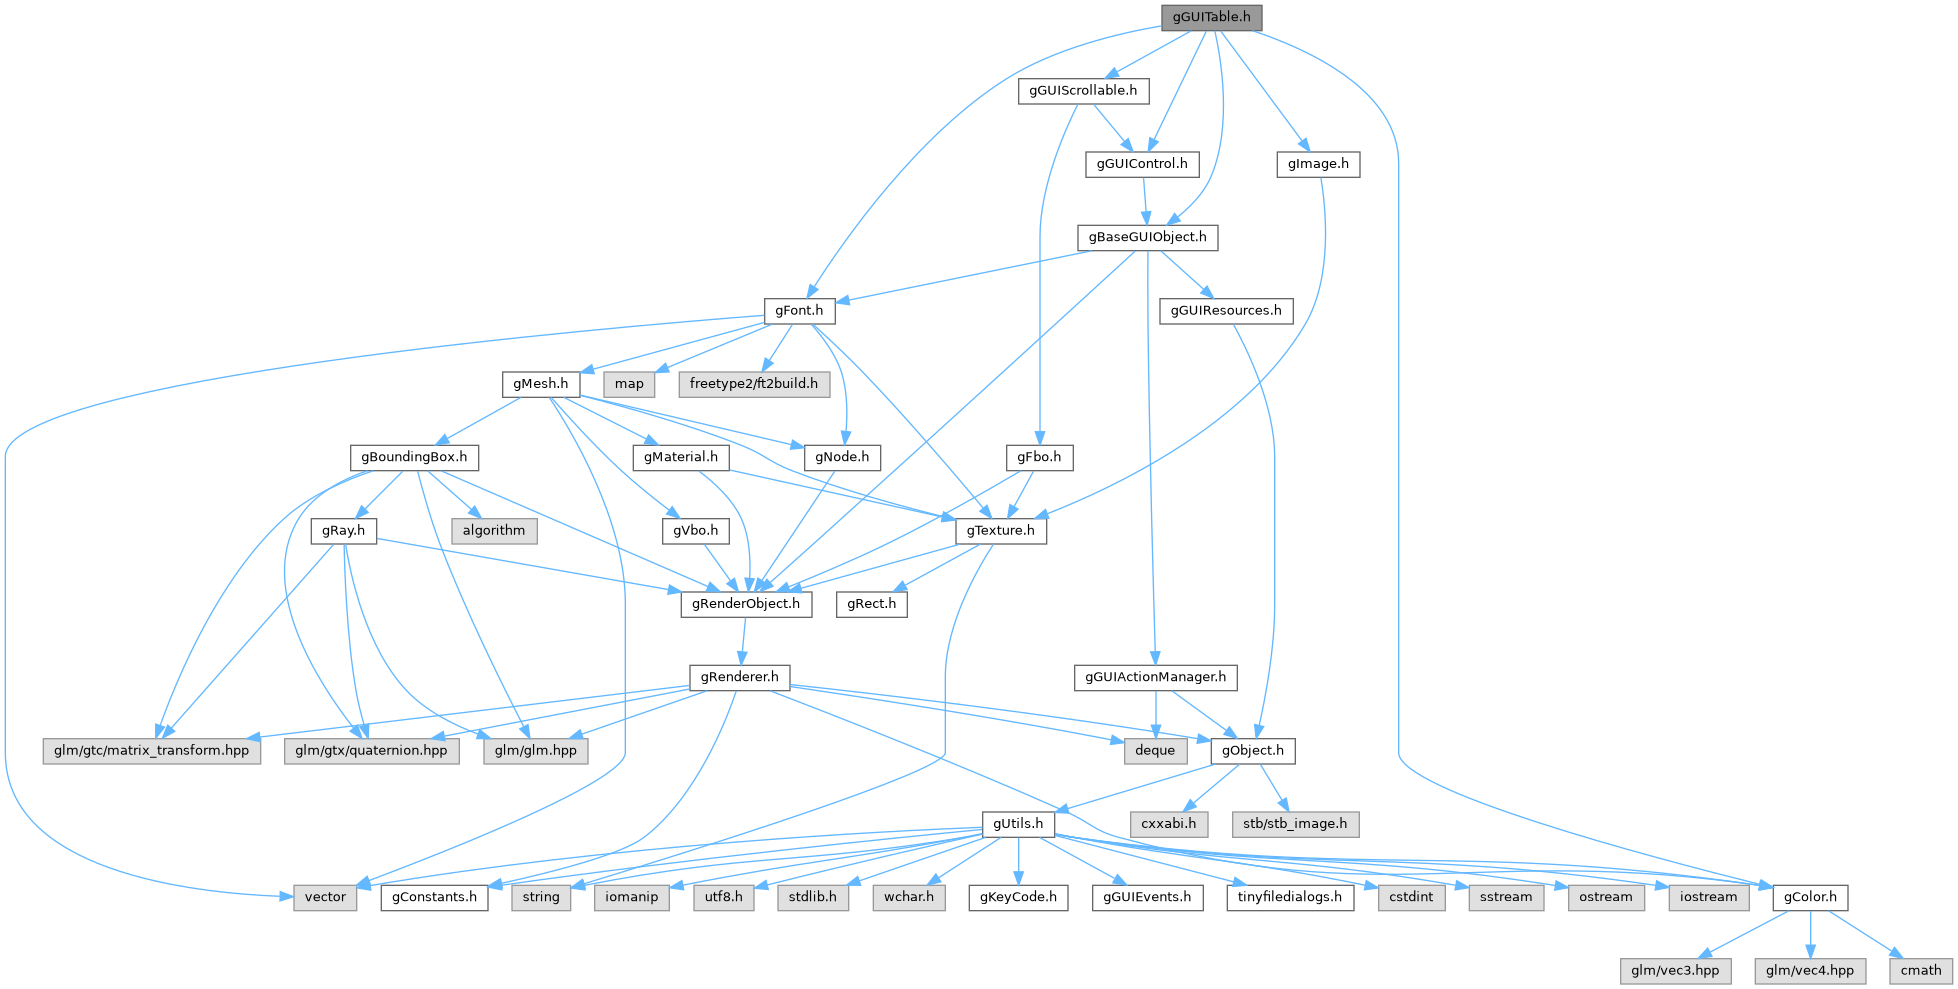 gGUITable.h
gGUIScrollable.h
gGUIControl.h
gImage.h
gBaseGUIObject.h
gFont.h
gGUIResources.h
gMesh.h
map
freetype2/ft2build.h
gBoundingBox.h
gMaterial.h
gNode.h
gFbo.h
gRay.h
algorithm
gVbo.h
gTexture.h
gRenderObject.h
gRect.h
gRenderer.h
gGUIActionManager.h
glm/gtc/matrix_transform.hpp
glm/gtx/quaternion.hpp
glm/glm.hpp
deque
gObject.h
gUtils.h
cxxabi.h
stb/stb_image.h
vector
gConstants.h
string
iomanip
utf8.h
stdlib.h
wchar.h
gKeyCode.h
gGUIEvents.h
tinyfiledialogs.h
cstdint
sstream
ostream
iostream
gColor.h
glm/vec3.hpp
glm/vec4.hpp
cmath